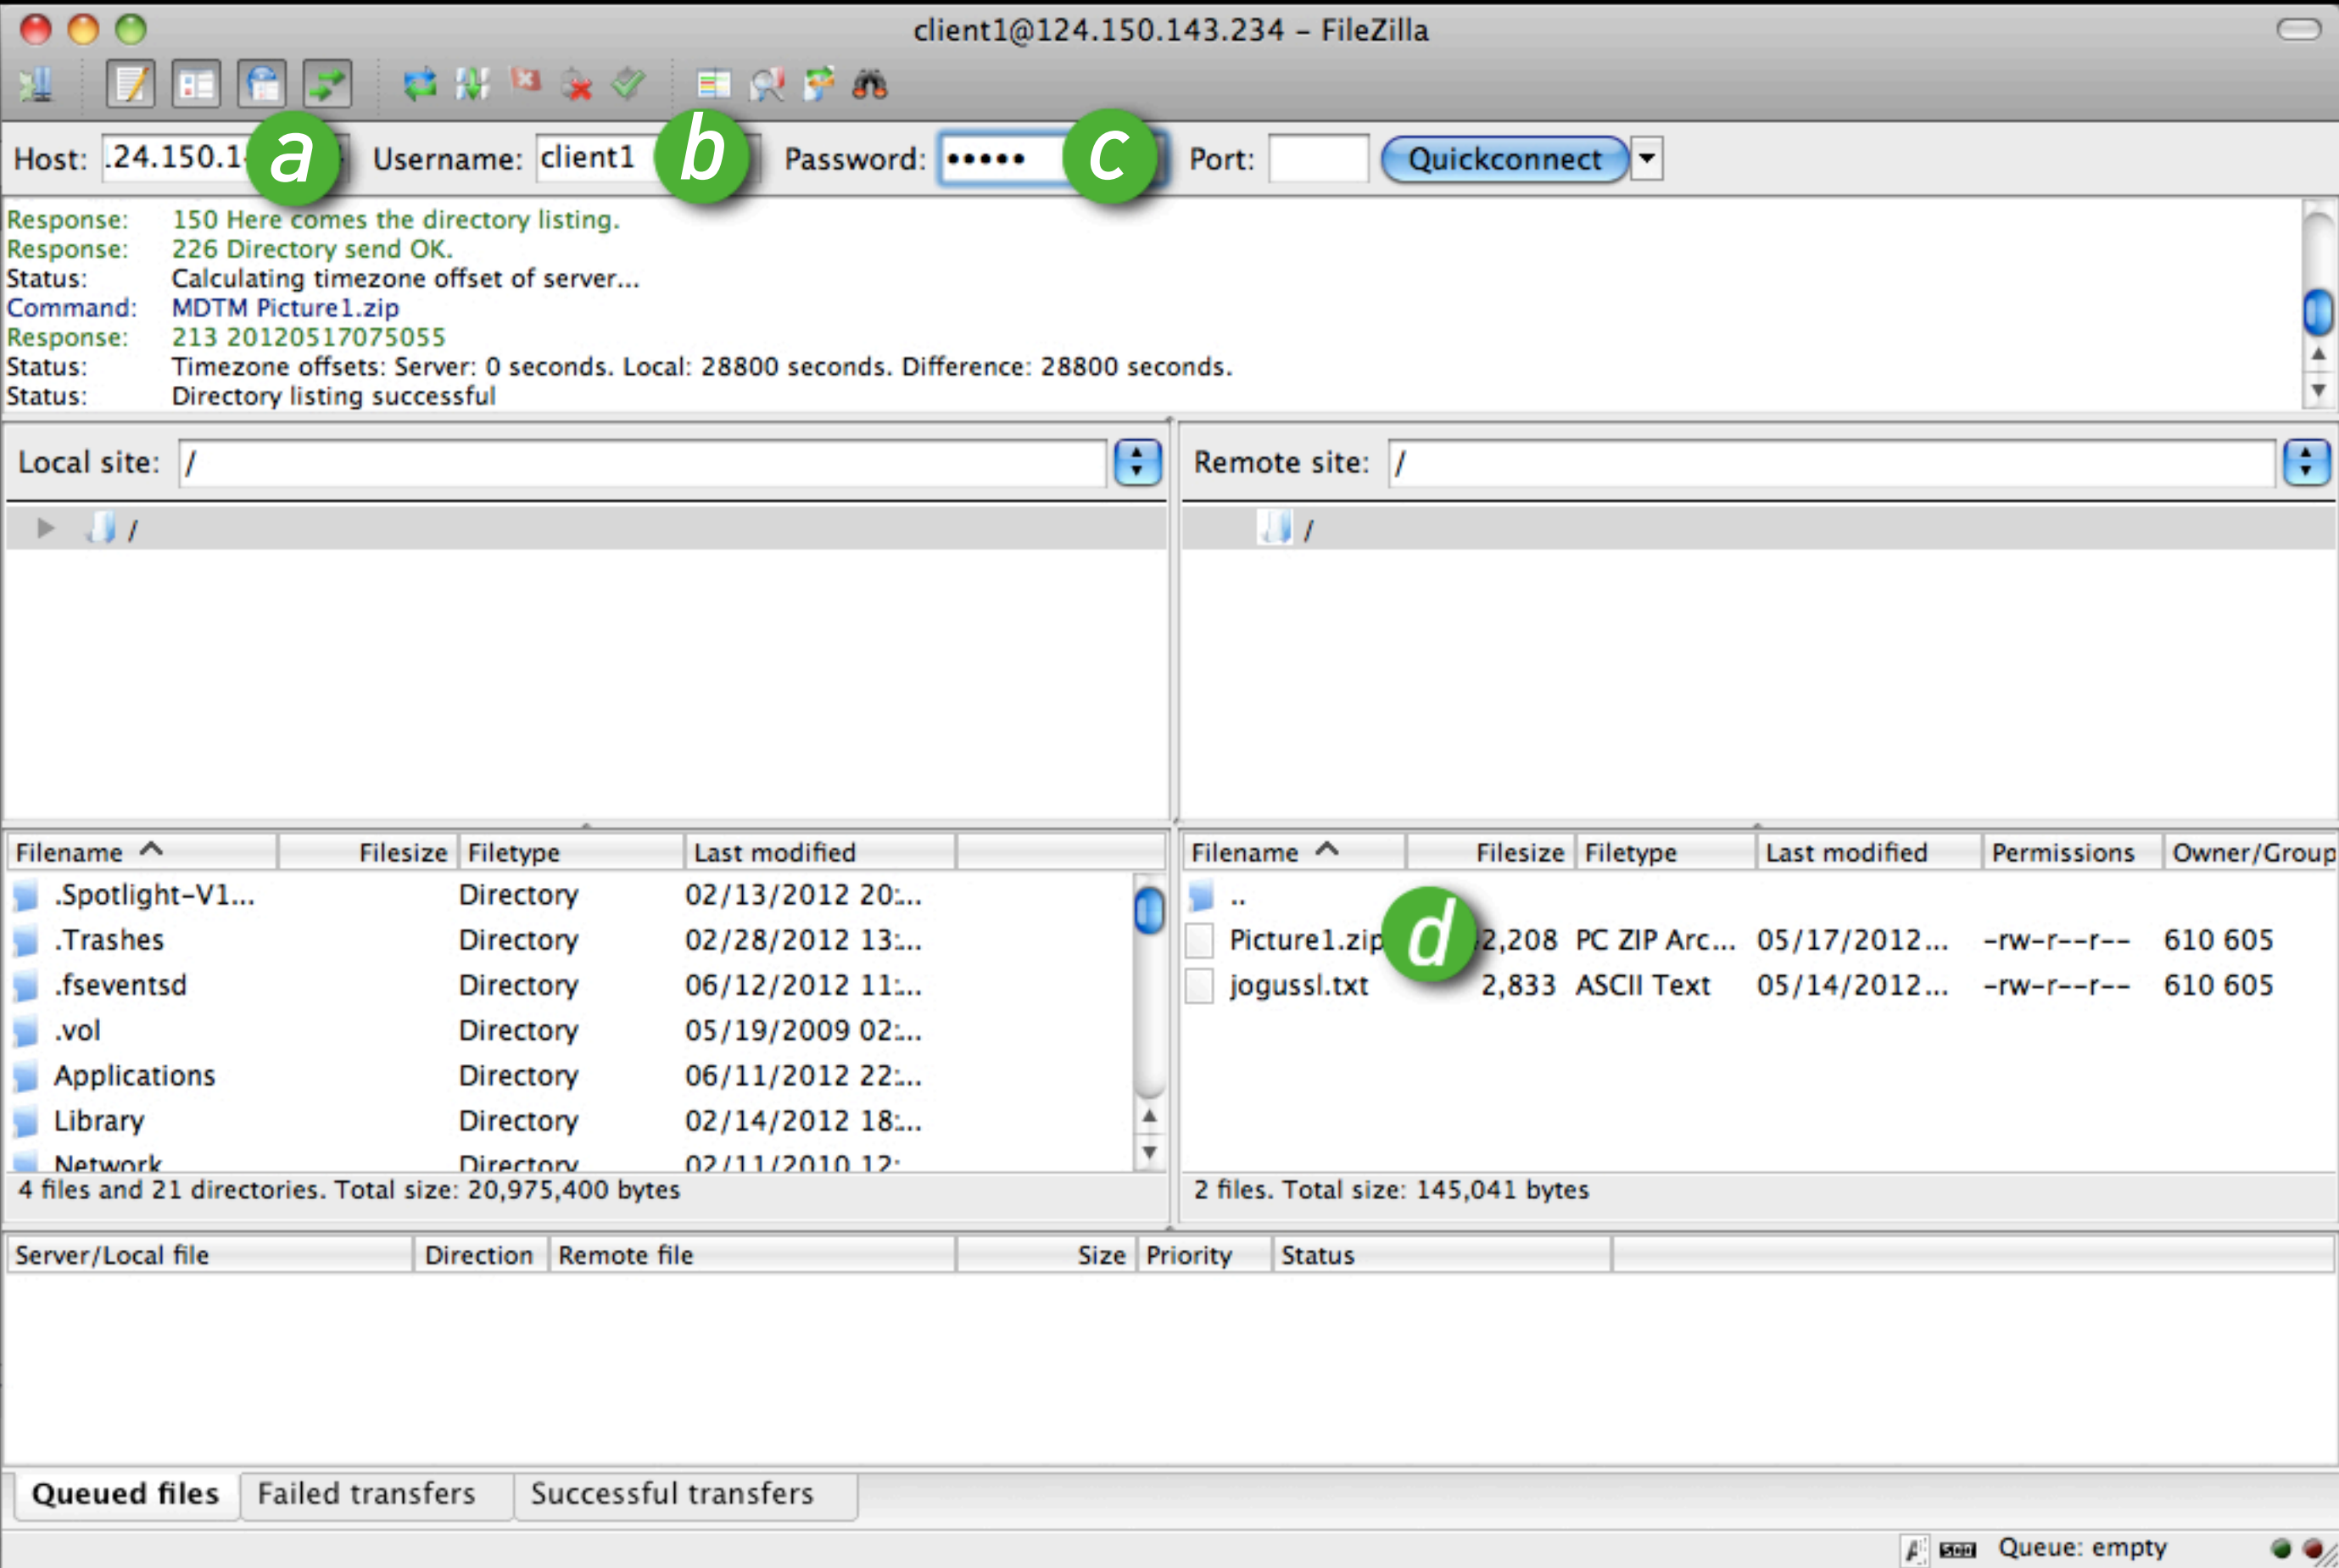 client1@124.150.143.234 – FileZilla
Host: .24.150.1 a Username: client1 b Password: ••••• c Port: Quickconnect
Response: 150 Here comes the directory listing.
Response: 226 Directory send OK.
Status: Calculating timezone offset of server...
Command: MDTM Picture1.zip
Response: 213 20120517075055
Status: Timezone offsets: Server: 0 seconds. Local: 28800 seconds. Difference: 28800 seconds.
Status: Directory listing successful
Local site: /
/
Remote site: /
/
Filename Filesize Filetype Last modified
.Spotlight-V1... Directory 02/13/2012 20:...
.Trashes Directory 02/28/2012 13:...
.fseventsd Directory 06/12/2012 11:...
.vol Directory 05/19/2009 02:...
Applications Directory 06/11/2012 22:...
Library Directory 02/14/2012 18:...
Network Directory 02/11/2010 12:
4 files and 21 directories. Total size: 20,975,400 bytes
Filename Filesize Filetype Last modified Permissions Owner/Group
..
Picture1.zip d 2,208 PC ZIP Arc... 05/17/2012... -rw-r--r-- 610 605
jogussl.txt 2,833 ASCII Text 05/14/2012... -rw-r--r-- 610 605
2 files. Total size: 145,041 bytes
Server/Local file Direction Remote file Size Priority Status
Queued files Failed transfers Successful transfers
Queue: empty